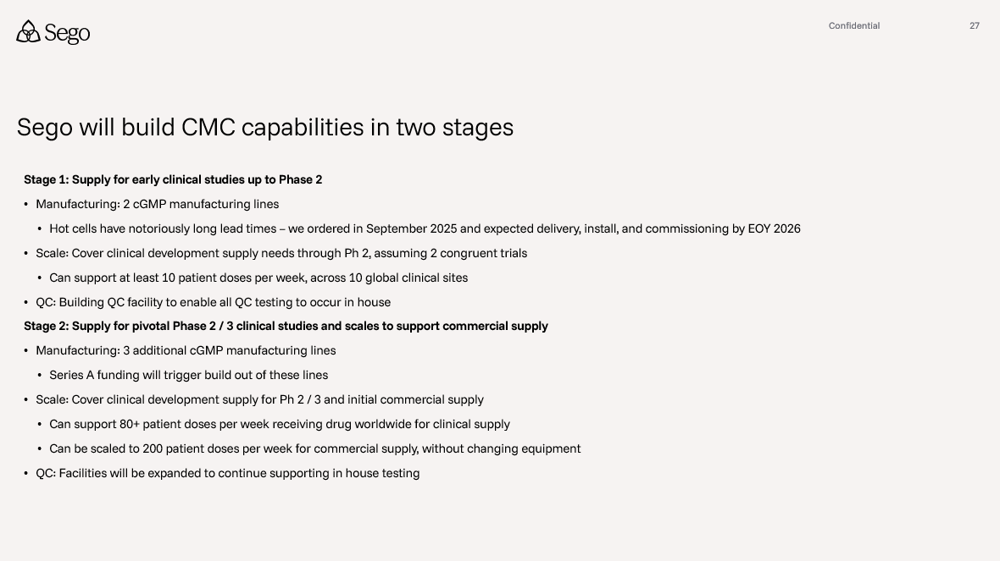 Sego
Confidential
27
Sego will build CMC capabilities in two stages
Stage 1: Supply for early clinical studies up to Phase 2
• Manufacturing: 2 cGMP manufacturing lines
• Hot cells have notoriously long lead times – we ordered in September 2025 and expected delivery, install, and commissioning by EOY 2026
• Scale: Cover clinical development supply needs through Ph 2, assuming 2 congruent trials
• Can support at least 10 patient doses per week, across 10 global clinical sites
• QC: Building QC facility to enable all QC testing to occur in house
Stage 2: Supply for pivotal Phase 2 / 3 clinical studies and scales to support commercial supply
• Manufacturing: 3 additional cGMP manufacturing lines
• Series A funding will trigger build out of these lines
• Scale: Cover clinical development supply for Ph 2 / 3 and initial commercial supply
• Can support 80+ patient doses per week receiving drug worldwide for clinical supply
• Can be scaled to 200 patient doses per week for commercial supply, without changing equipment
• QC: Facilities will be expanded to continue supporting in house testing